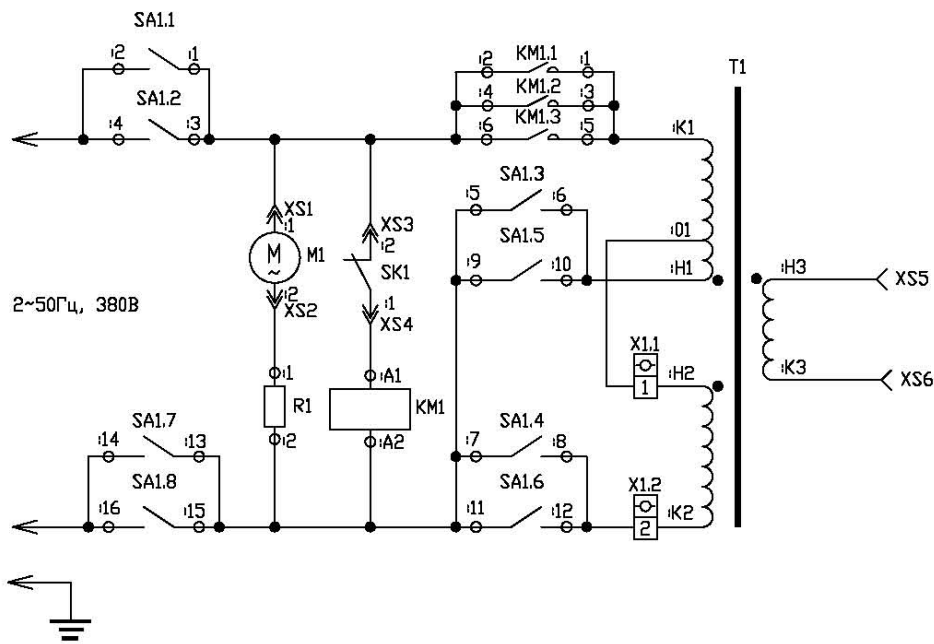 SA1.1
:2 :1
SA1.2
:4 :3
:2 KM1.1 :1
:4 KM1.2 :3
:6 KM1.3 :5
T1
:K1
SA1.3
:5 :6
SA1.5
:9 :10
:O1
:H1
XS1
:1
M
~
M1
:2
XS2
XS3
:2
SK1
:1
XS4
2~50Гц, 380В
:H3
XS5
:K3
XS6
:1
R1
:2
:A1
KM1
:A2
X1.1
1
:H2
SA1.7
:14 :13
SA1.8
:16 :15
SA1.4
:7 :8
SA1.6
:11 :12
X1.2
2
:K2